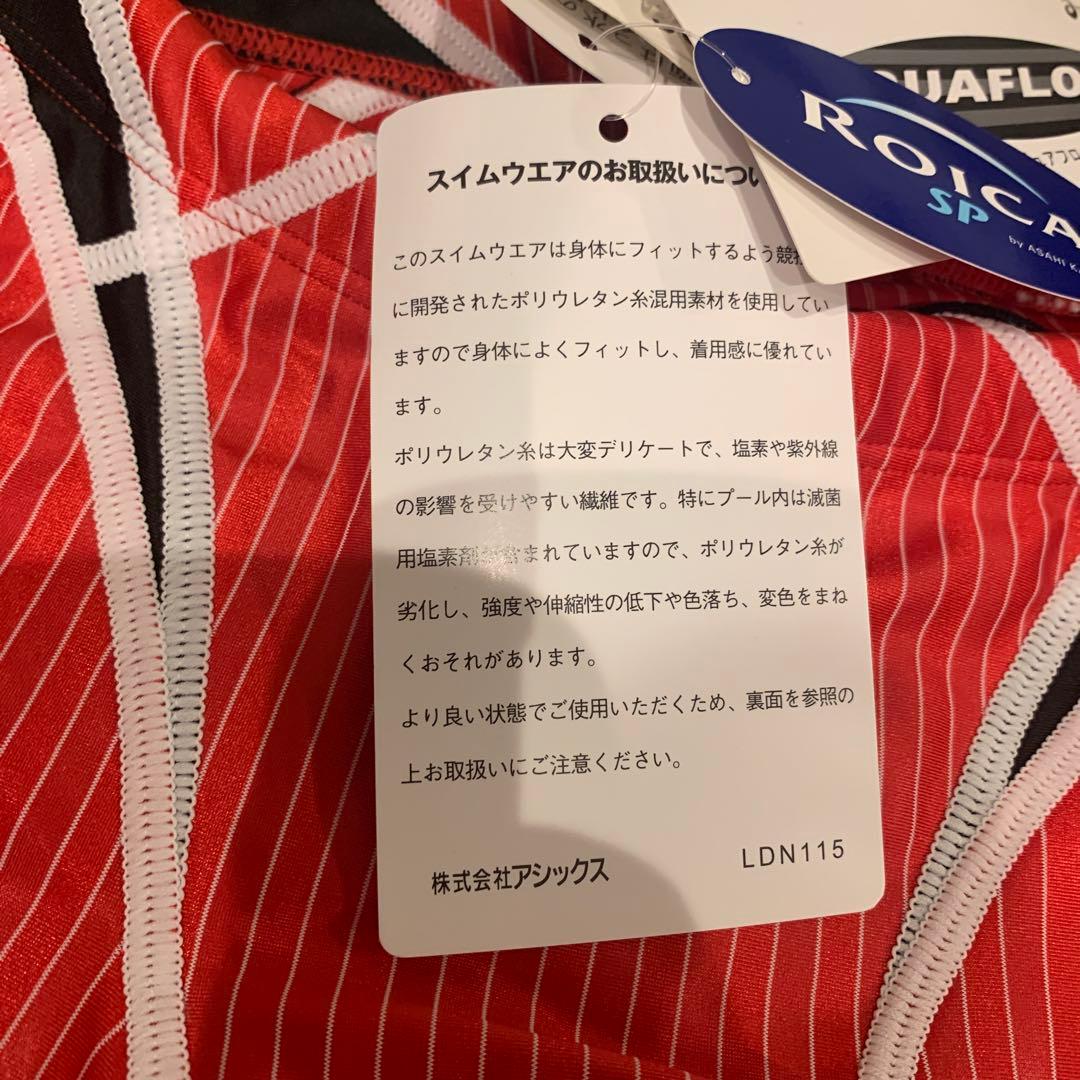 スイムウエアのお取扱いについ
このスイムウエアは身体にフィットするよう競
に開発されたポリウレタン糸混用素材を使用してい
ますので身体によくフィットし、着用感に優れてい
ます。
ポリウレタン糸は大変デリケートで、塩素や紫外線
の影響を受けやすい繊維です。特にプール内は滅菌
用塩素剤が含まれていますので、ポリウレタン糸が
劣化し、強度や伸縮性の低下や色落ち、変色をまね
くおそれがあります。
より良い状態でご使用いただくため、裏面を参照の
上お取扱いにご注意ください。
株式会社アシックス
LDN115
ROICA
SP
by ASAHI K
UAFLO
アフロ